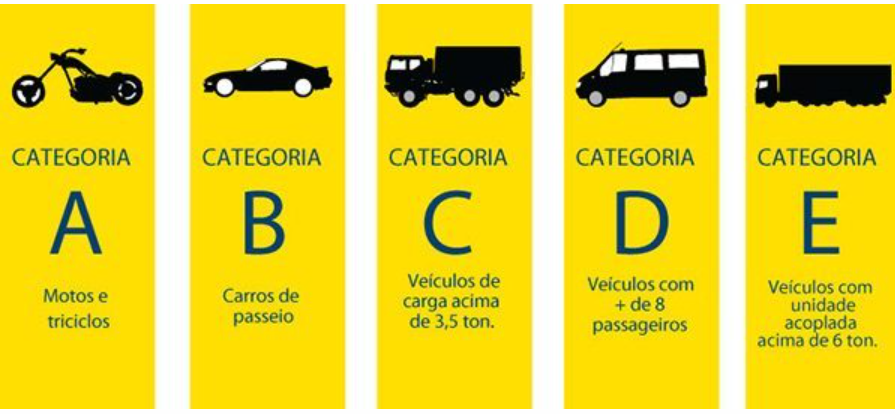 CATEGORIA
A
Motos e
triciclos
CATEGORIA
B
Carros de
passeio
CATEGORIA
C
Veículos de
carga acima
de 3,5 ton.
CATEGORIA
D
Veículos com
+ de 8
passageiros
CATEGORIA
E
Veículos com
unidade
acoplada
acima de 6 ton.